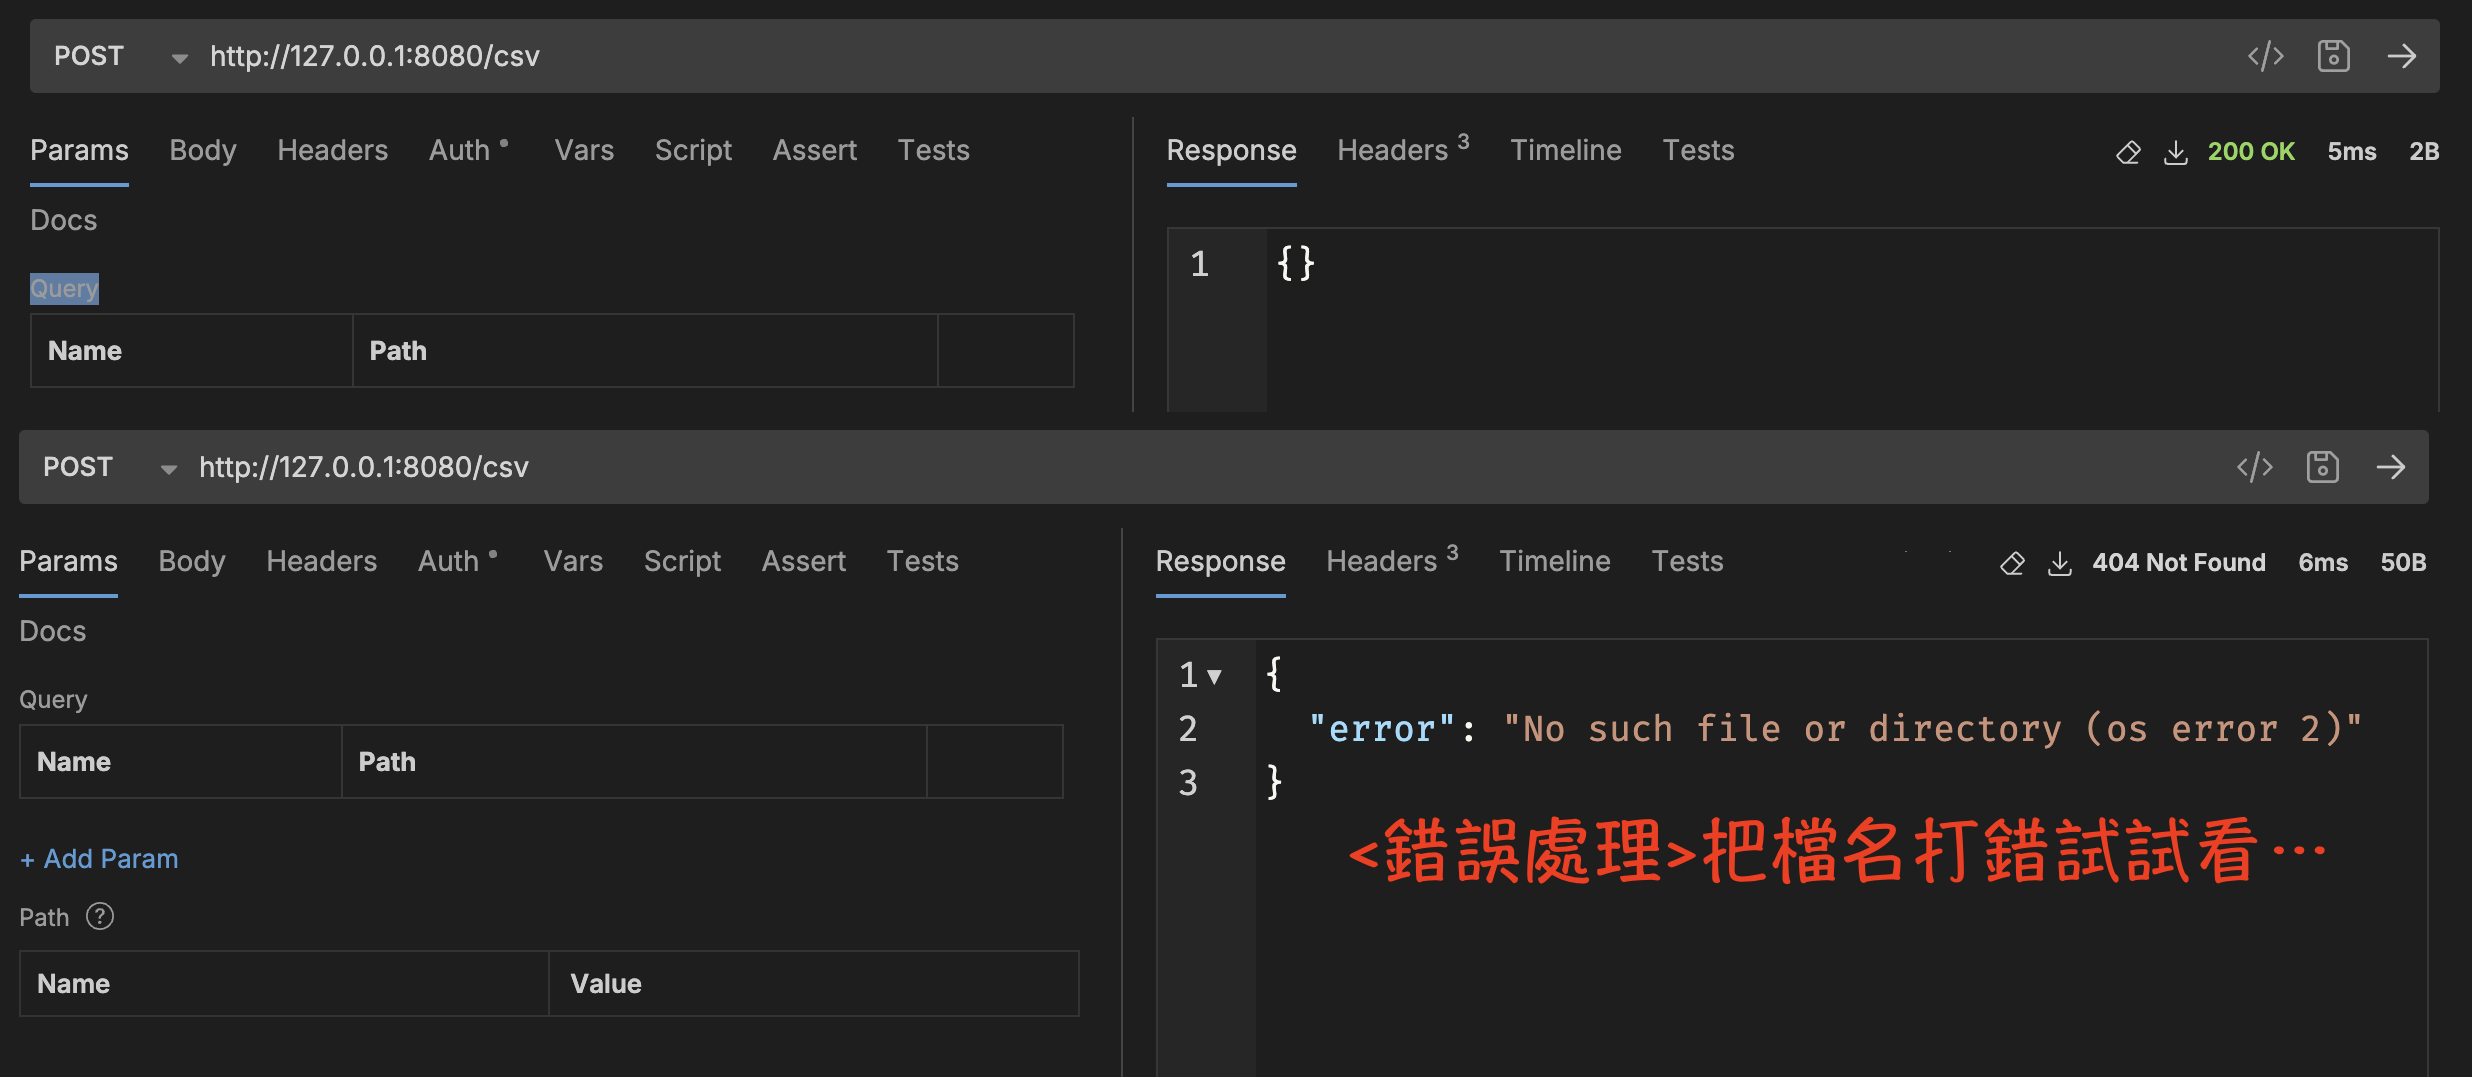 POST http://127.0.0.1:8080/csv </>
Params Body Headers Auth Vars Script Assert Tests
Docs
Query
Name Path
Response Headers 3 Timeline Tests 200 OK 5ms 2B
1 {}
POST http://127.0.0.1:8080/csv </>
Params Body Headers Auth Vars Script Assert Tests
Docs
Query
Name Path
+ Add Param
Path ?
Name Value
Response Headers 3 Timeline Tests 404 Not Found 6ms 50B
1 {
2 "error": "No such file or directory (os error 2)"
3 }
<錯誤處理>把檔名打錯試試看…